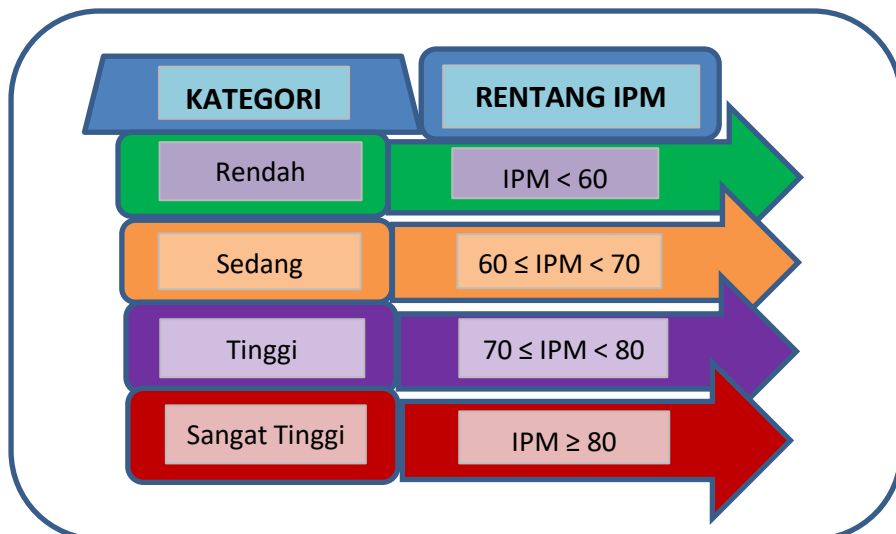 KATEGORI
RENTANG IPM
Rendah
IPM < 60
Sedang
60 ≤ IPM < 70
Tinggi
70 ≤ IPM < 80
Sangat Tinggi
IPM ≥ 80